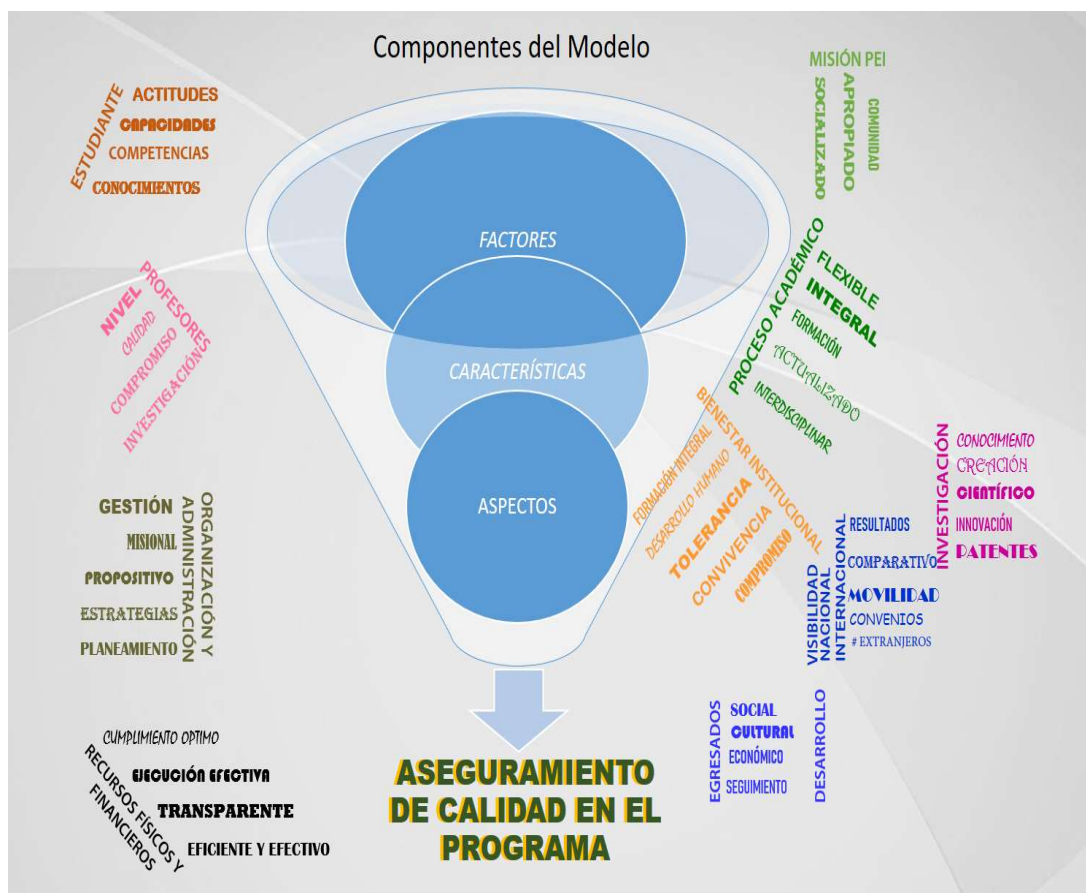 Componentes del Modelo
ESTUDIANTE
ACTITUDES
CAPACIDADES
COMPETENCIAS
CONOCIMIENTOS
PROFESORES
NIVEL
CALIDAD
COMPROMISO
INVESTIGACIÓN
ORGANIZACIÓN Y
ADMINISTRACIÓN
GESTIÓN
MISIONAL
PROPOSITIVO
ESTRATEGIAS
PLANEAMIENTO
RECURSOS FÍSICOS Y
FINANCIEROS
CUMPLIMIENTO OPTIMO
EJECUCIÓN EFECTIVA
TRANSPARENTE
EFICIENTE Y EFECTIVO
FACTORES
CARACTERÍSTICAS
ASPECTOS
ASEGURAMIENTO
DE CALIDAD EN EL
PROGRAMA
MISIÓN PEI
SOCIALIZADO
APROPIADO
COMUNIDAD
PROCESO ACADÉMICO
FLEXIBLE
INTEGRAL
FORMACIÓN
ACTUALIZADO
INTERDISCIPLINAR
BIENESTAR INSTITUCIONAL
FORMACIÓN INTEGRAL
DESARROLLO HUMANO
TOLERANCIA
CONVIVENCIA
COMPROMISO
INVESTIGACIÓN
CONOCIMIENTO
CREACIÓN
CIENTÍFICO
INNOVACIÓN
PATENTES
VISIBILIDAD
NACIONAL
INTERNACIONAL
RESULTADOS
COMPARATIVO
MOVILIDAD
CONVENIOS
# EXTRANJEROS
EGRESADOS
SOCIAL
CULTURAL
ECONÓMICO
SEGUIMIENTO
DESARROLLO